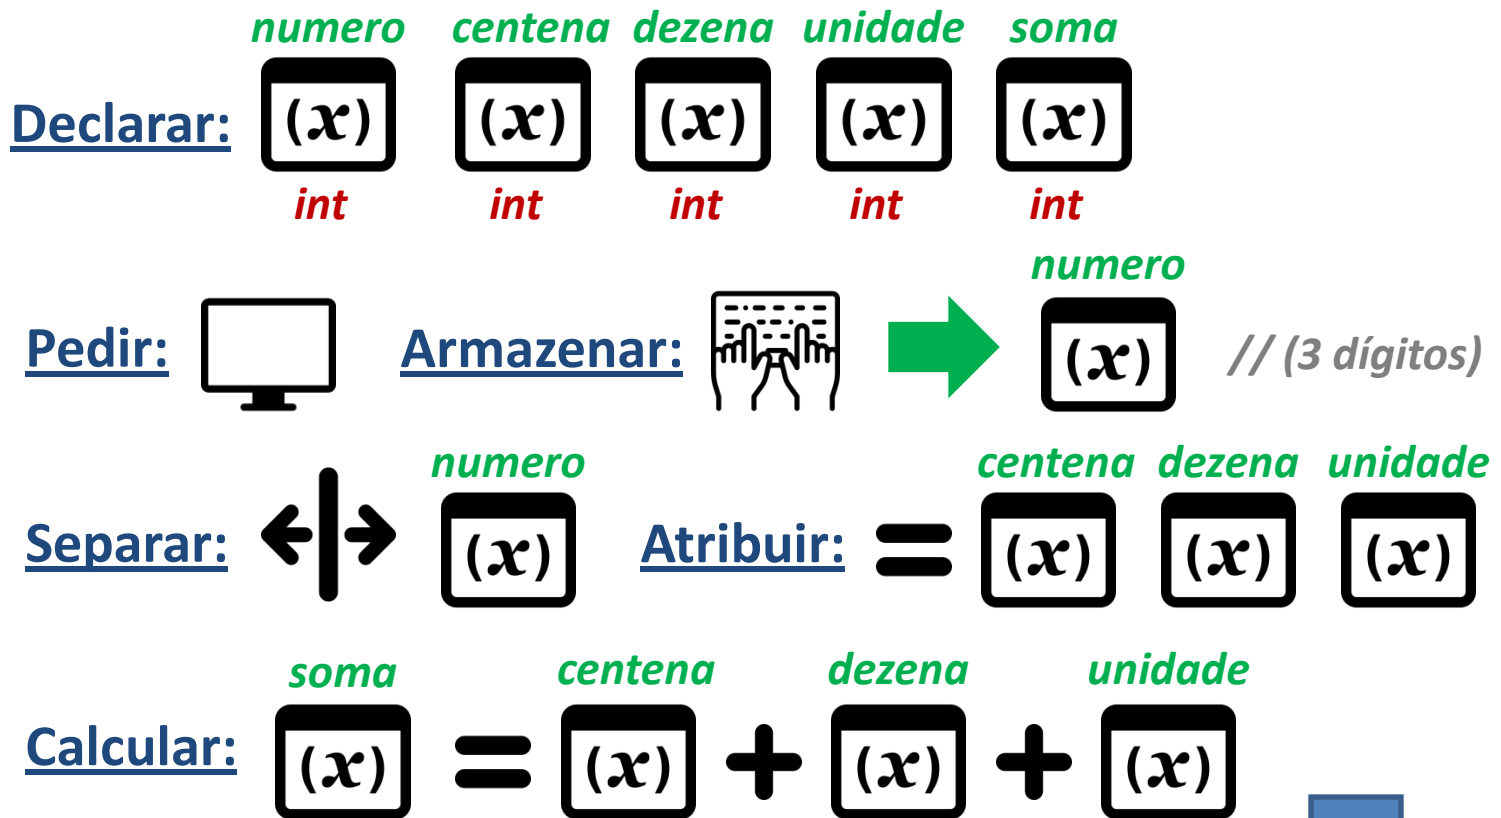 numero centena dezena unidade soma
Declarar: (x) (x) (x) (x) (x)
int int int int int
numero
Pedir: Armazenar: (x) // (3 dígitos)
numero centena dezena unidade
Separar: (x) Atribuir: = (x) (x) (x)
soma centena dezena unidade
Calcular: (x) = (x) + (x) + (x)